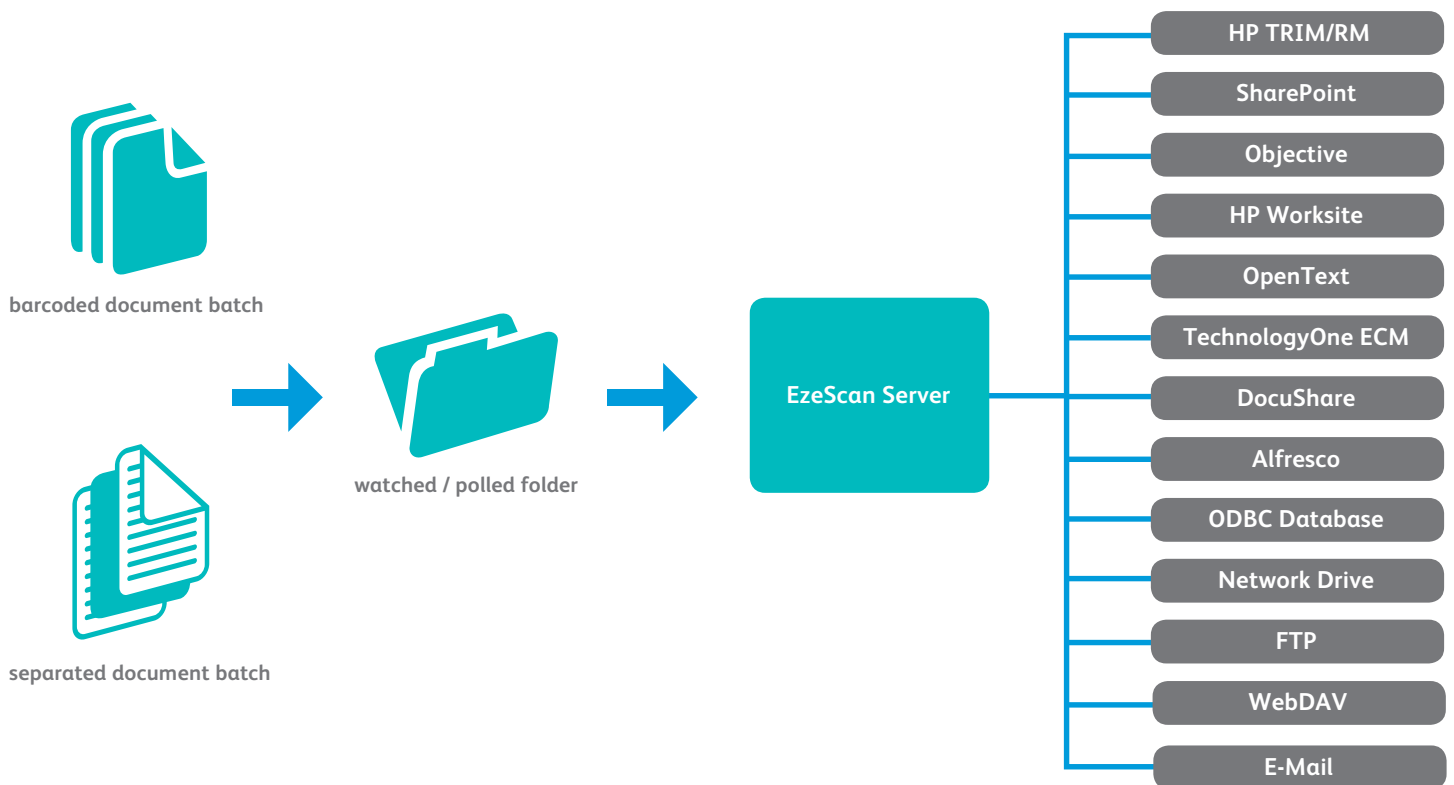 barcoded document batch
separated document batch
watched / polled folder
EzeScan Server
HP TRIM/RM
SharePoint
Objective
HP Worksite
OpenText
TechnologyOne ECM
DocuShare
Alfresco
ODBC Database
Network Drive
FTP
WebDAV
E-Mail